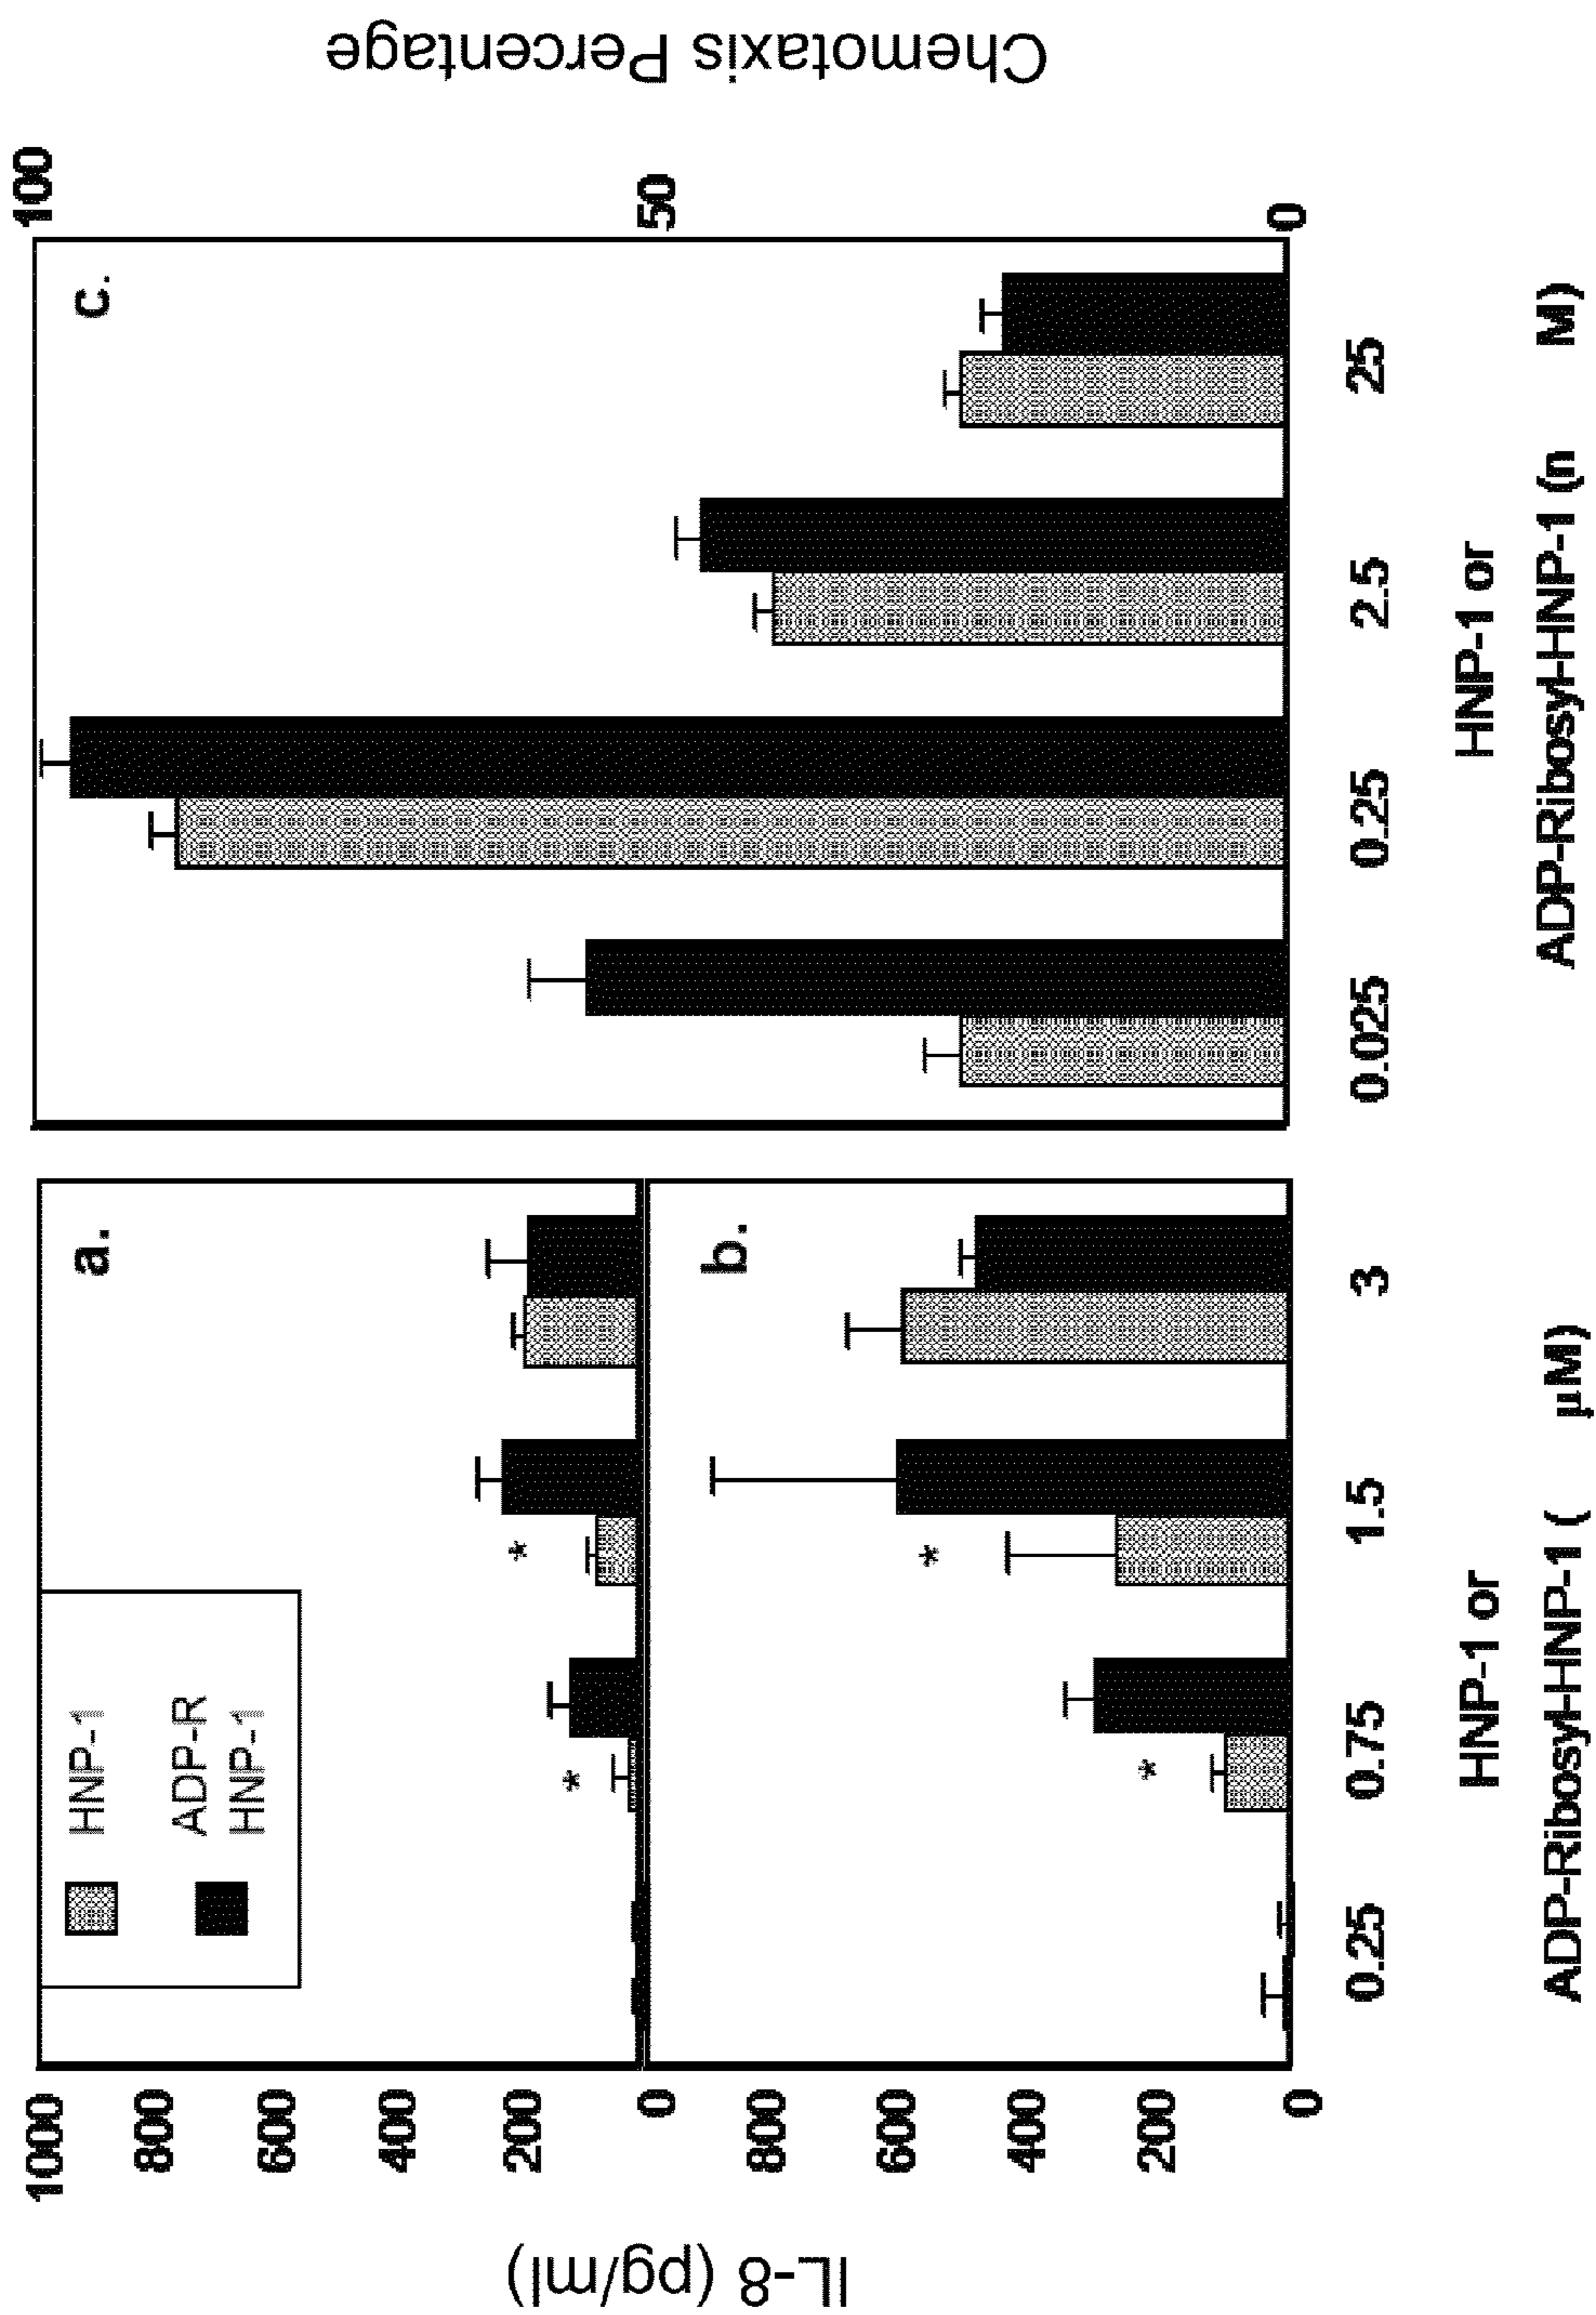 IL-8 (pg/ml)
1000
800
600
400
200
0
800
600
400
200
0
HNP-1
ADP-R
HNP-1
a.
*
*
b.
*
*
0.25 0.75 1.5 3
HNP-1 or
ADP-Ribosyl-HNP-1 ( µM)
c.
100
50
0
Chemotaxis Percentage
0.025 0.25 2.5 25
HNP-1 or
ADP-Ribosyl-HNP-1 (n M)